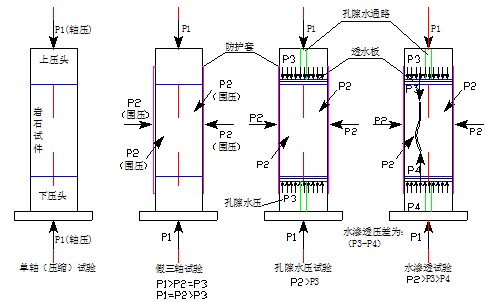 P1(轴压)
上压头
岩石试件
下压头
P1(轴压)
单轴（压缩）试验
P1
防护套
P2
P2
(围压)
P2
(围压)
P2
(围压)
P1
假三轴试验
P1>P2=P3
P1=P2>P3
孔隙水通路
P1
P3
透水板
P2
P2
P2
P2
P3
孔隙水压
P1
孔隙水压试验
P2>P3
P1
P3
P2
P2
P2
P4
P4
P1
水渗透压差为:
(P3-P4)
水渗透试验
P2>P3>P4